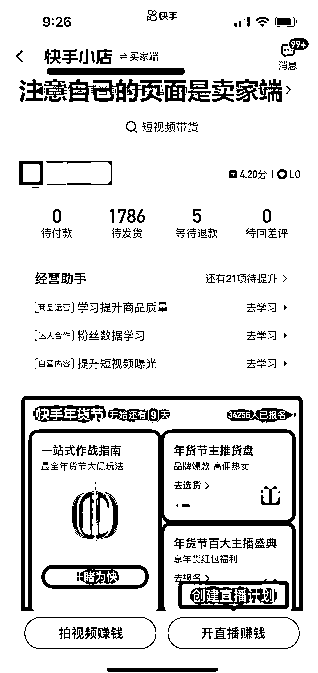 9:26
快手
快手小店 ⇌买家端
99+
消息
注意自己的页面是卖家端
短视频带货
4.20分 | L0
0 1786 5 0
待付款 待发货 等待退款 待回差评
经营助手 还有21项待提升 >
[商品运营] 学习提升商品质量 去学习
[达人合作] 粉丝数据学习 去学习
[自营内容] 提升短视频曝光 去学习
快手年货节 开始还有9天 34256人已报名
一站式作战指南
最全年货节大促玩法
先睹为快
年货节主推货盘
品牌爆款 高佣热卖
去选货 >
年货节百大主播盛典
享年货红包福利
去报名 >
创建直播计划
拍视频赚钱 开直播赚钱